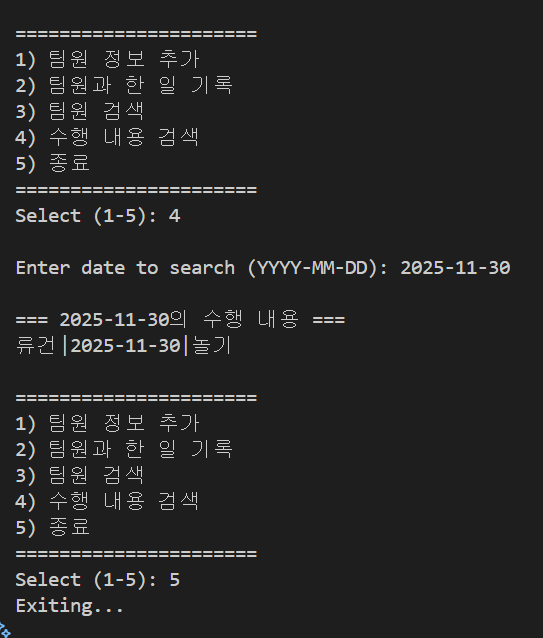 ======================
1) 팀원 정보 추가
2) 팀원과 한 일 기록
3) 팀원 검색
4) 수행 내용 검색
5) 종료
======================
Select (1-5): 4
Enter date to search (YYYY-MM-DD): 2025-11-30
=== 2025-11-30의 수행 내용 ===
류건|2025-11-30|놀기
======================
1) 팀원 정보 추가
2) 팀원과 한 일 기록
3) 팀원 검색
4) 수행 내용 검색
5) 종료
======================
Select (1-5): 5
Exiting...